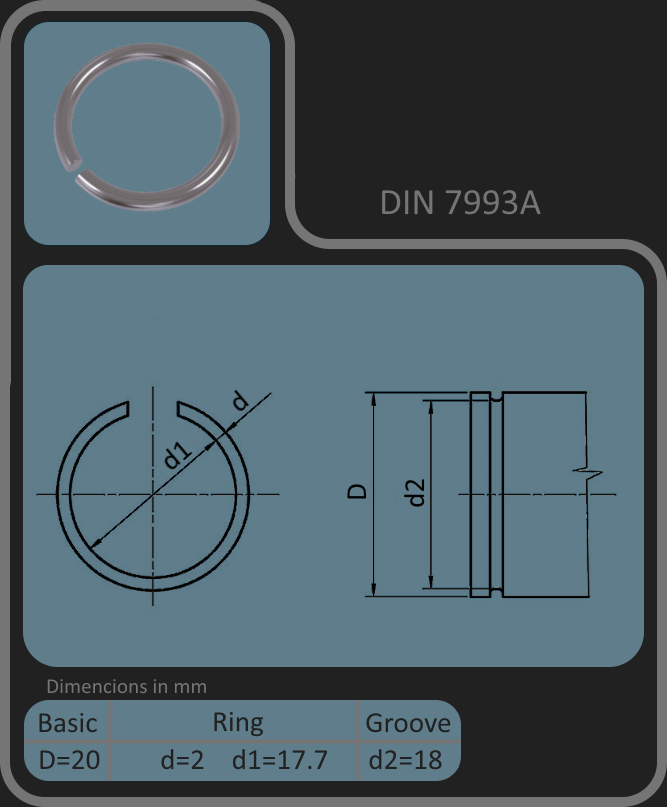 DIN 7993A
d
d1
D
d2
Dimencions in mm
Basic Ring Groove
D=20 d=2 d1=17.7 d2=18